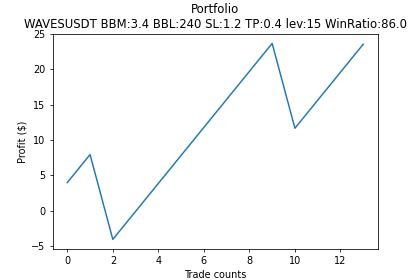 Portfolio
WAVESUSDT BBM:3.4 BBL:240 SL:1.2 TP:0.4 lev:15 WinRatio:86.0
25
20
15
10
5
0
−5
Profit ($)
0 2 4 6 8 10 12
Trade counts